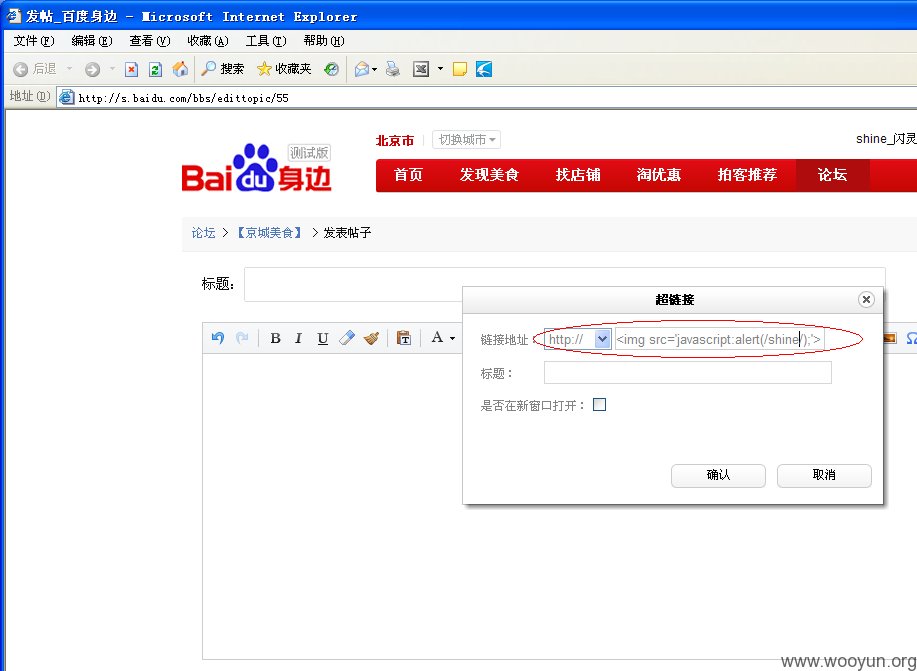 发帖_百度身边 - Microsoft Internet Explorer
文件(F) 编辑(E) 查看(V) 收藏(A) 工具(T) 帮助(H)
后退 搜索 收藏夹
地址(D) http://s.baidu.com/bbs/edittopic/55
北京市 切换城市 shine_闪灵
Baidu身边 测试版
首页 发现美食 找店铺 淘优惠 拍客推荐 论坛
论坛 > 【京城美食】 > 发表帖子
标题:
B I U T A
超链接
链接地址: http:// <img src='javascript:alert(/shine/);'>
标题:
是否在新窗口打开:
确认 取消
www.wooyun.org